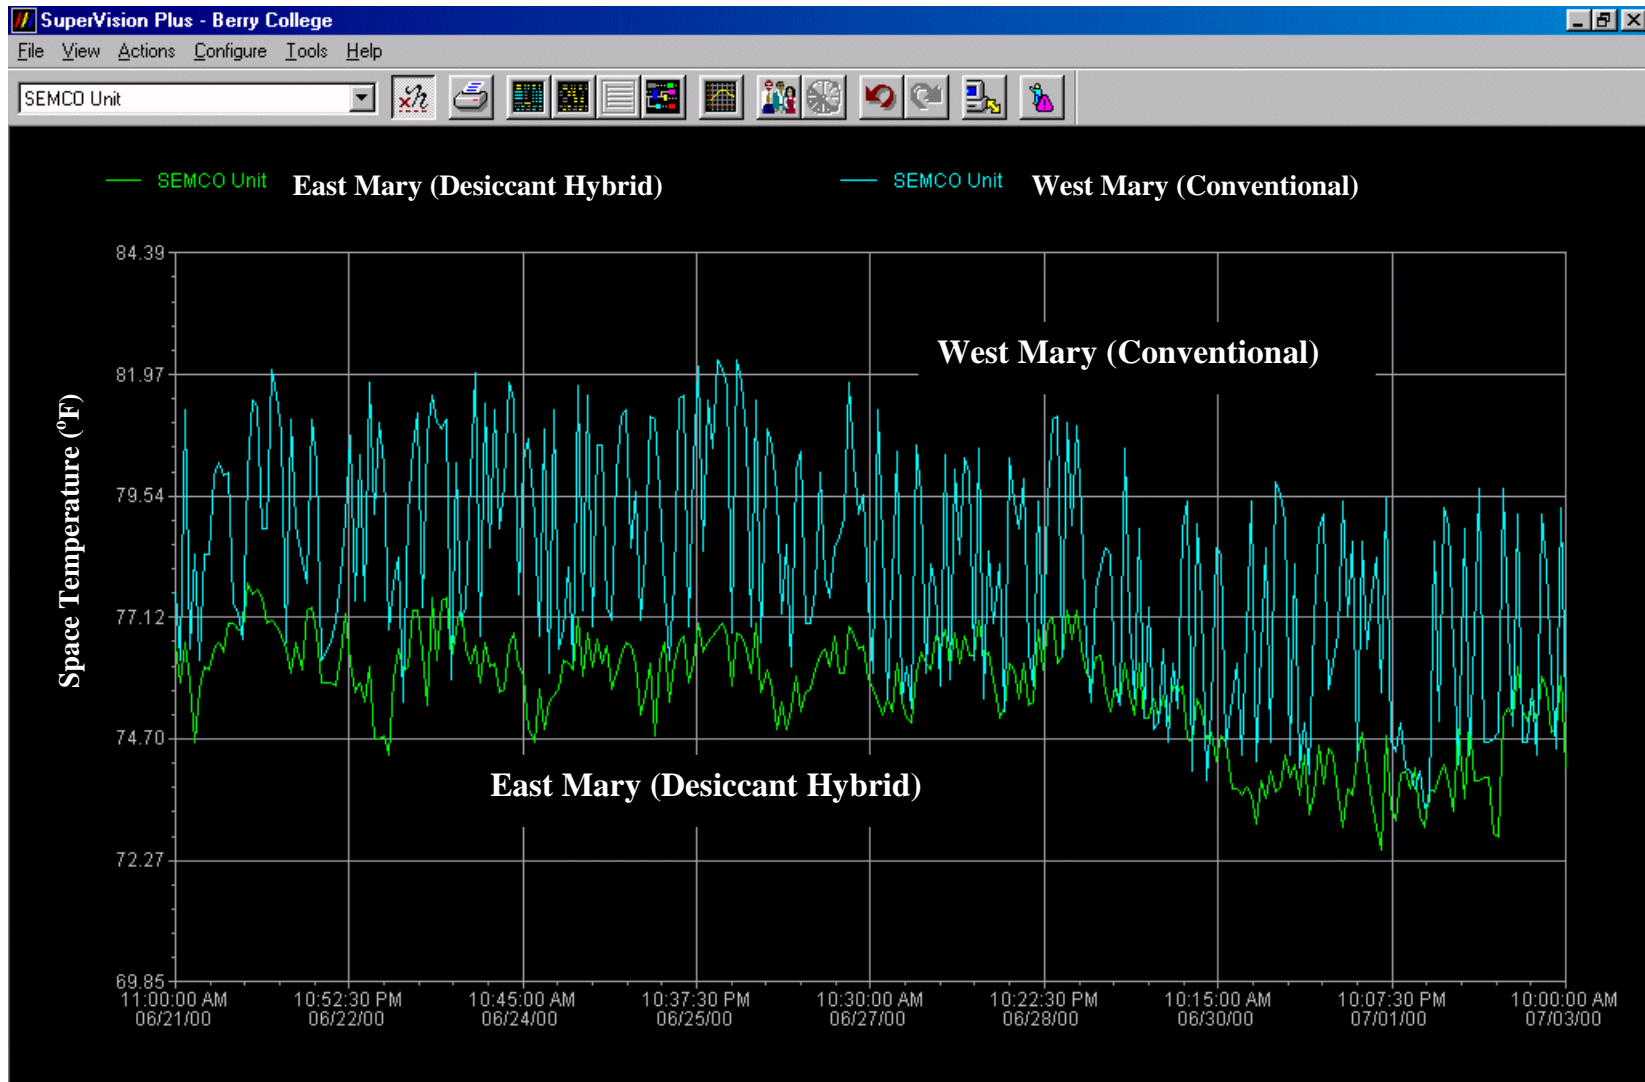 SuperVision Plus - Berry College
File View Actions Configure Tools Help
SEMCO Unit
SEMCO Unit East Mary (Desiccant Hybrid) SEMCO Unit West Mary (Conventional)
84.39
West Mary (Conventional)
81.97
Space Temperature (°F)
79.54
77.12
74.70
East Mary (Desiccant Hybrid)
72.27
69.85
11:00:00 AM 10:52:30 PM 10:45:00 AM 10:37:30 PM 10:30:00 AM 10:22:30 PM 10:15:00 AM 10:07:30 PM 10:00:00 AM
06/21/00 06/22/00 06/24/00 06/25/00 06/27/00 06/28/00 06/30/00 07/01/00 07/03/00